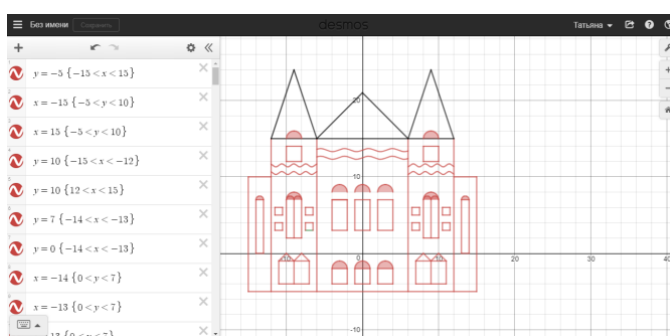 Без имени Сохранить desmos Татьяна
y = −5 {−15 < x < 15}
x = −15 {−5 < y < 10}
x = 15 {−5 < y < 10}
y = 10 {−15 < x < −12}
y = 10 {12 < x < 15}
y = 7 {−14 < x < −13}
y = 0 {−14 < x < −13}
x = −14 {0 < y < 7}
x = −13 {0 < y < 7}
20
10
-10 0 20 30 40
-10